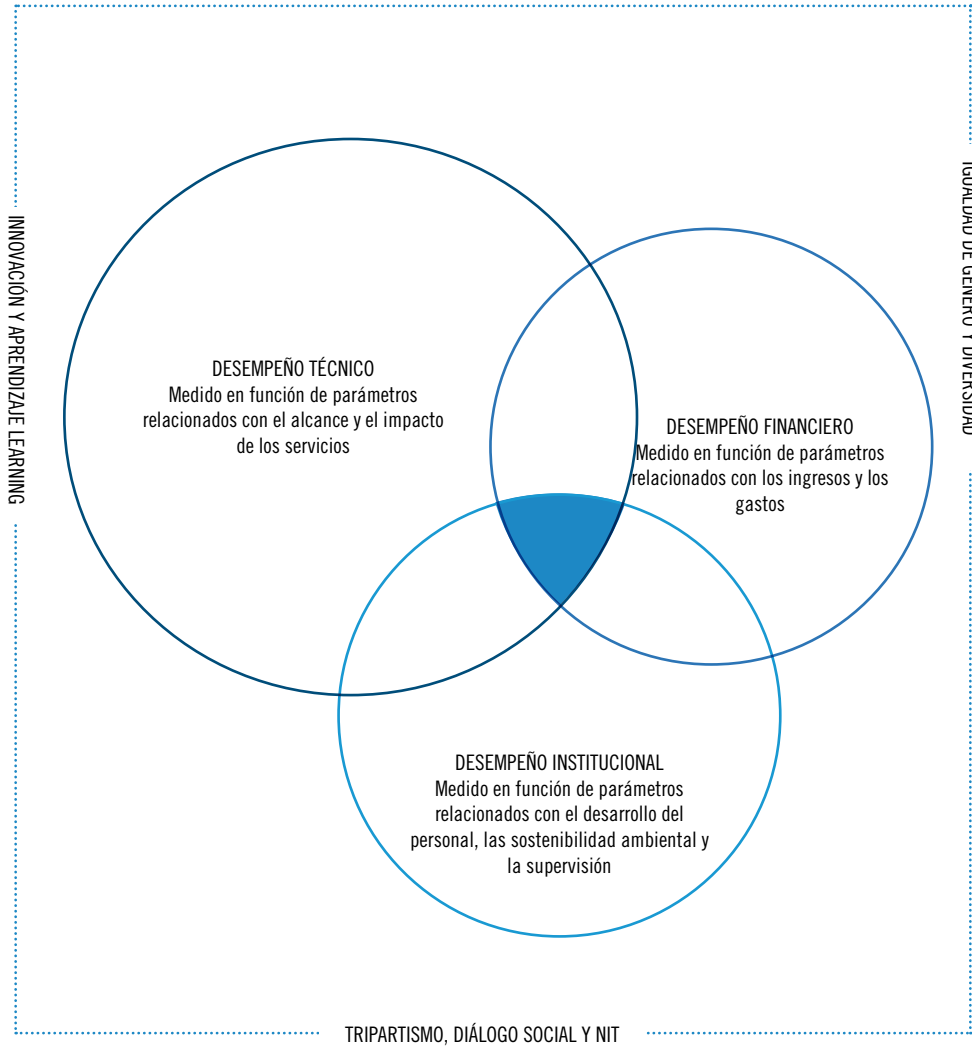 INNOVACIÓN Y APRENDIZAJE LEARNING
IGUALDAD DE GÉNERO Y DIVERSIDAD
DESEMPEÑO TÉCNICO
Medido en función de parámetros
relacionados con el alcance y el impacto
de los servicios
DESEMPEÑO FINANCIERO
Medido en función de parámetros
relacionados con los ingresos y los
gastos
DESEMPEÑO INSTITUCIONAL
Medido en función de parámetros
relacionados con el desarrollo del
personal, las sostenibilidad ambiental y
la supervisión
TRIPARTISMO, DIÁLOGO SOCIAL Y NIT